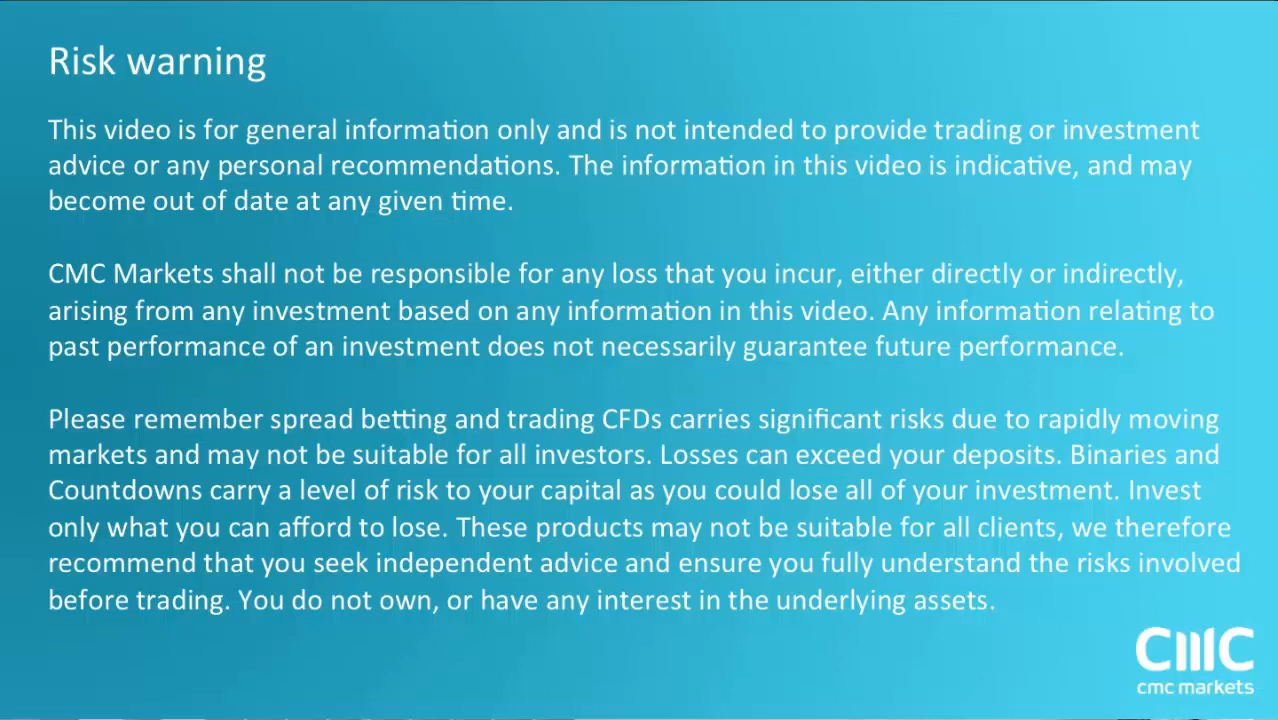 Risk warning
This video is for general information only and is not intended to provide trading or investment
advice or any personal recommendations. The information in this video is indicative, and may
become out of date at any given time.
CMC Markets shall not be responsible for any loss that you incur, either directly or indirectly,
arising from any investment based on any information in this video. Any information relating to
past performance of an investment does not necessarily guarantee future performance.
Please remember spread betting and trading CFDs carries significant risks due to rapidly moving
markets and may not be suitable for all investors. Losses can exceed your deposits. Binaries and
Countdowns carry a level of risk to your capital as you could lose all of your investment. Invest
only what you can afford to lose. These products may not be suitable for all clients, we therefore
recommend that you seek independent advice and ensure you fully understand the risks involved
before trading. You do not own, or have any interest in the underlying assets.
CMC
cmc markets